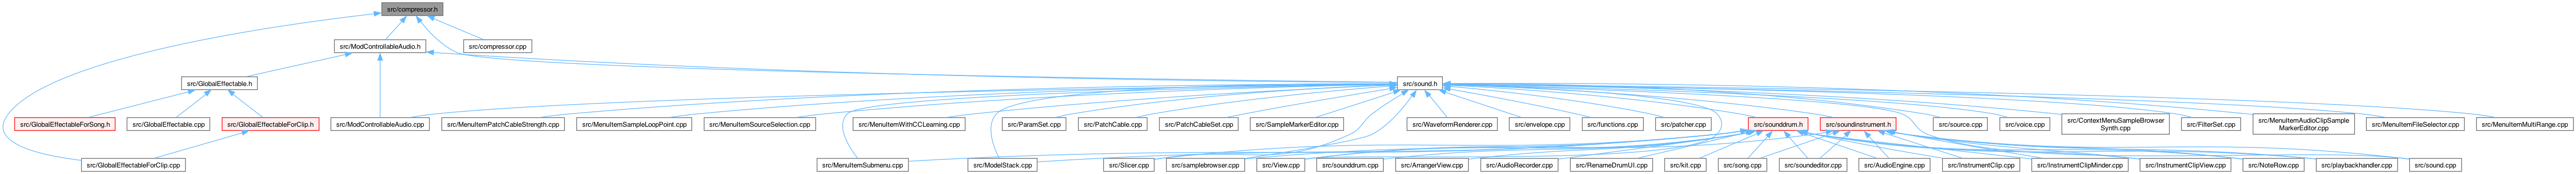 src/compressor.h
src/ModControllableAudio.h
src/compressor.cpp
src/GlobalEffectable.h
src/sound.h
src/GlobalEffectableForSong.h
src/GlobalEffectable.cpp
src/GlobalEffectableForClip.h
src/ModControllableAudio.cpp
src/MenuItemPatchCableStrength.cpp
src/MenuItemSampleLoopPoint.cpp
src/MenuItemSourceSelection.cpp
src/MenuItemWithCCLearning.cpp
src/ParamSet.cpp
src/PatchCable.cpp
src/PatchCableSet.cpp
src/SampleMarkerEditor.cpp
src/WaveformRenderer.cpp
src/envelope.cpp
src/functions.cpp
src/patcher.cpp
src/sounddrum.h
src/soundinstrument.h
src/source.cpp
src/voice.cpp
src/ContextMenuSampleBrowser
Synth.cpp
src/FilterSet.cpp
src/MenuItemAudioClipSample
MarkerEditor.cpp
src/MenuItemFileSelector.cpp
src/MenuItemMultiRange.cpp
src/GlobalEffectableForClip.cpp
src/MenuItemSubmenu.cpp
src/ModelStack.cpp
src/Slicer.cpp
src/samplebrowser.cpp
src/View.cpp
src/sounddrum.cpp
src/ArrangerView.cpp
src/AudioRecorder.cpp
src/RenameDrumUI.cpp
src/kit.cpp
src/song.cpp
src/soundeditor.cpp
src/AudioEngine.cpp
src/InstrumentClip.cpp
src/InstrumentClipMinder.cpp
src/InstrumentClipView.cpp
src/NoteRow.cpp
src/playbackhandler.cpp
src/sound.cpp